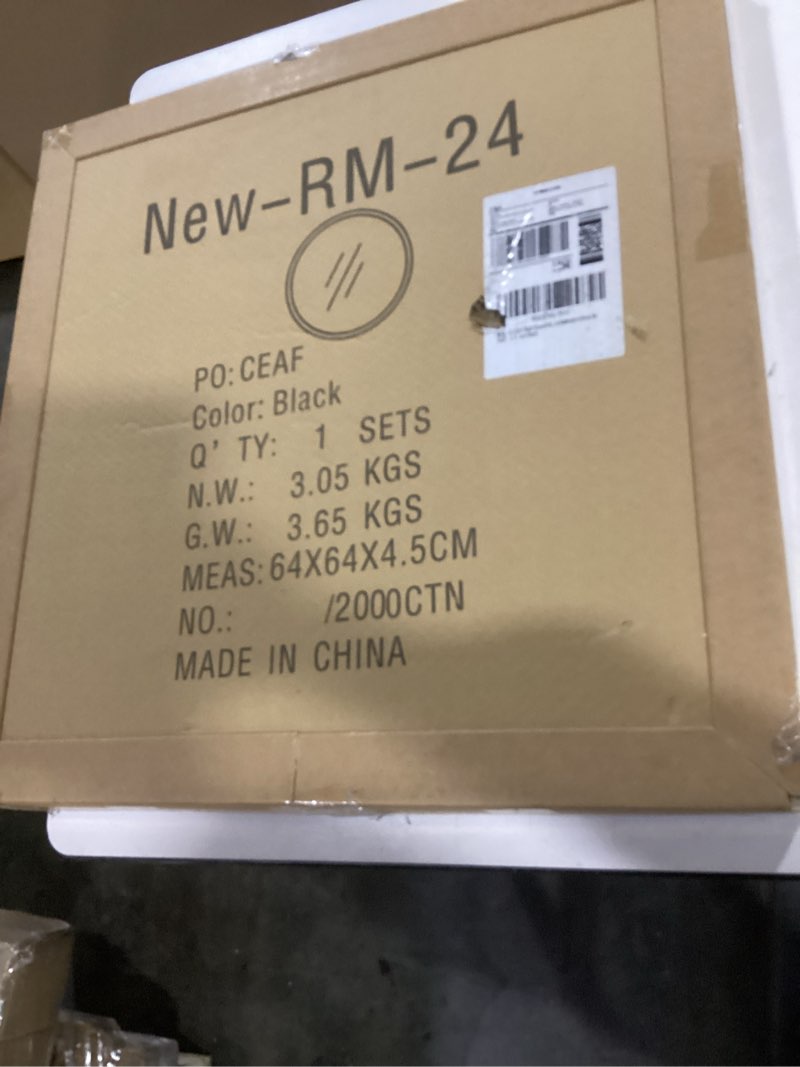 New-RM-24
PO: CEAF
Color: Black
Q' TY: 1 SETS
N.W.: 3.05 KGS
G.W.: 3.65 KGS
MEAS: 64X64X4.5CM
NO.: /2000CTN
MADE IN CHINA